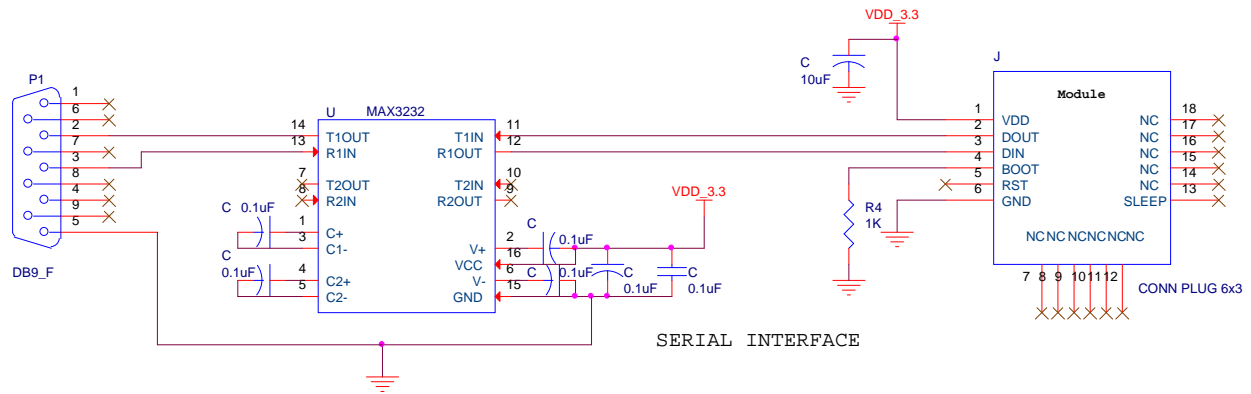 VDD_3.3
C
10uF
J
Module
1 VDD NC 18
2 DOUT NC 17
3 DIN NC 16
4 BOOT NC 15
5 RST NC 14
6 GND SLEEP 13
NC NC NC NC NC NC
7 8 9 10 11 12
CONN PLUG 6x3
P1
1
6
2
7
3
8
4
9
5
DB9_F
U MAX3232
14 T1OUT T1IN 11
13 R1IN R1OUT 12
7 T2OUT T2IN 10
8 R2IN R2OUT 9
1 C+
3 C1-
4 C2+
5 C2-
V+ 2
VCC 16
V- 6
GND 15
C 0.1uF
C
0.1uF
C 0.1uF
C 0.1uF
C
0.1uF
C
0.1uF
VDD_3.3
R4
1K
SERIAL INTERFACE